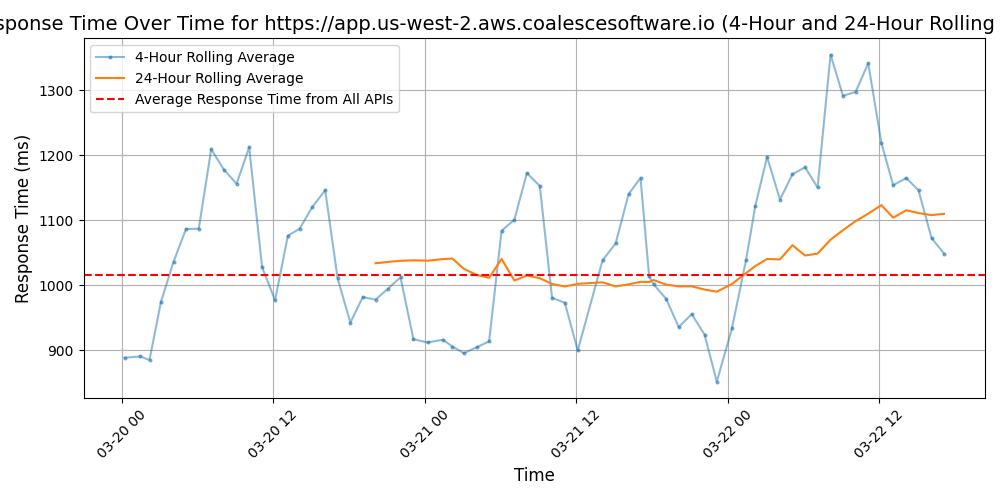 sponse Time Over Time for https://app.us-west-2.aws.coalescesoftware.io (4-Hour and 24-Hour Rolling
4-Hour Rolling Average
24-Hour Rolling Average
Average Response Time from All APIs
Response Time (ms)
1300
1200
1100
1000
900
03-20 00
03-20 12
03-21 00
03-21 12
03-22 00
03-22 12
Time